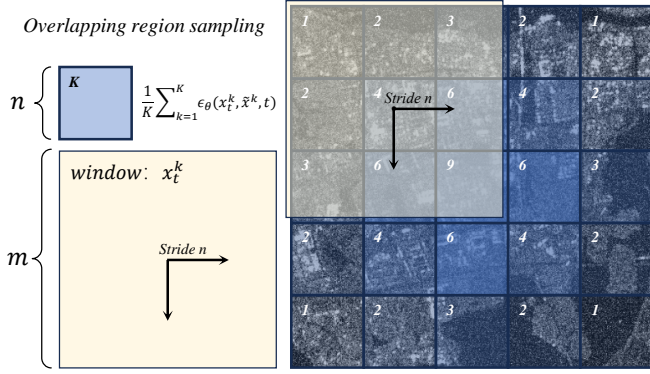 Overlapping region sampling
n
K
1/K ∑_{k=1}^{K} ϵ_θ(x_t^k, x̃^k, t)
m
window: x_t^k
Stride n
1 2 3 2 1
2 4 6 4 2
Stride n
3 6 9 6 3
2 4 6 4 2
1 2 3 2 1